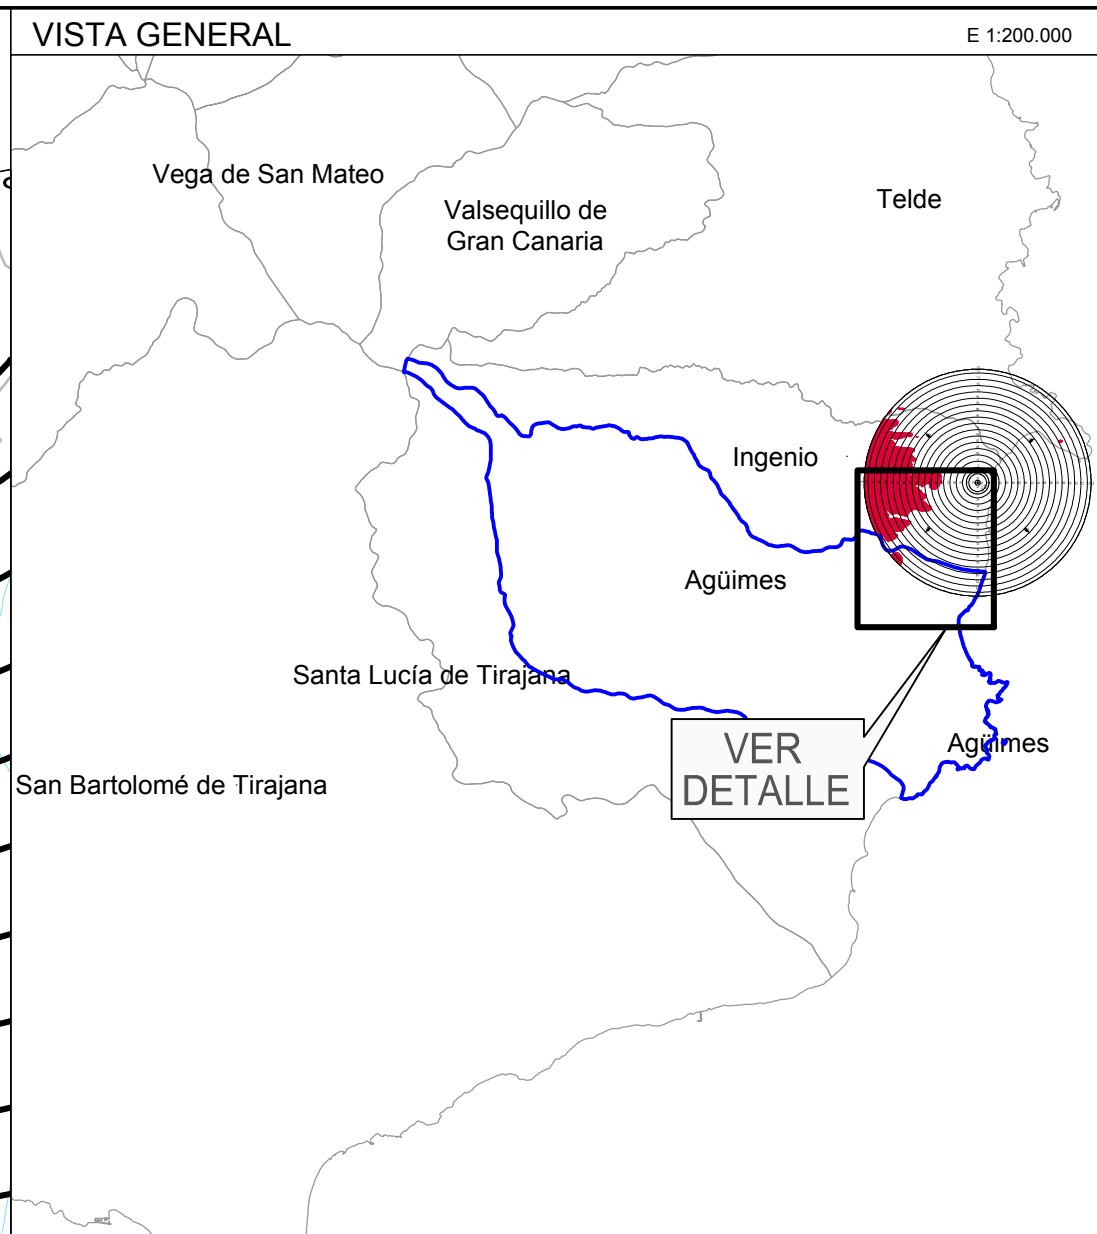 VISTA GENERAL
E 1:200.000
Vega de San Mateo
Valsequillo de
Gran Canaria
Telde
Ingenio
Agüimes
Santa Lucía de Tirajana
VER
DETALLE
Agüimes
San Bartolomé de Tirajana